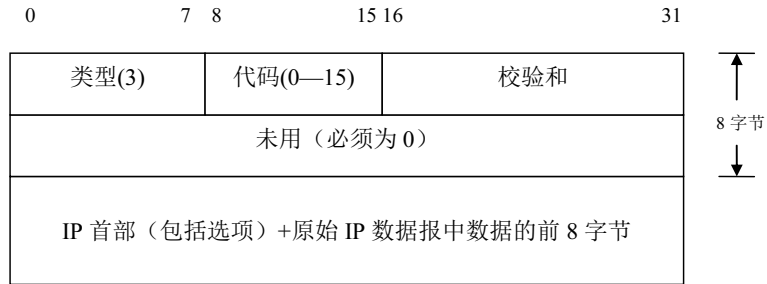 0 7 8 15 16 31
类型(3) 代码(0—15) 校验和
8 字节
未用（必须为 0）
IP 首部（包括选项）+原始 IP 数据报中数据的前 8 字节